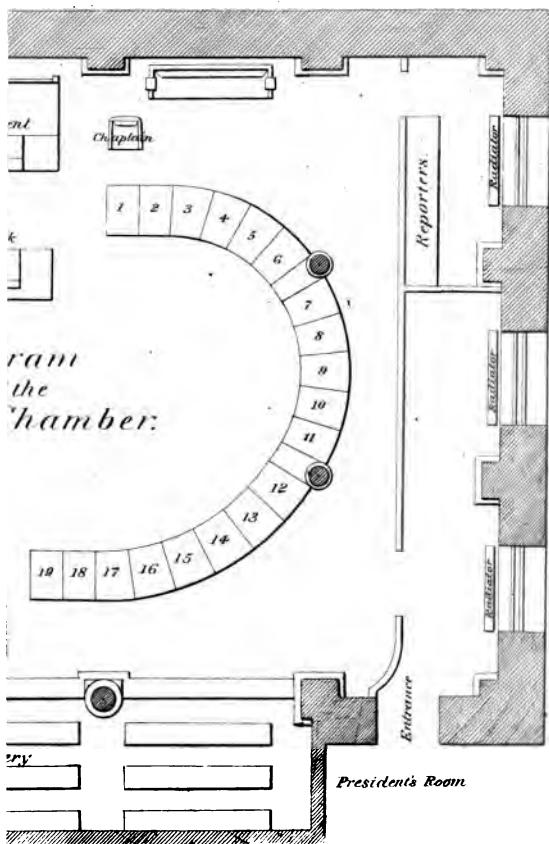 ent
Chaplain
k
Reporters.
Radiator
1
2
3
4
5
6
7
8
9
10
11
12
13
14
15
16
17
18
19
Radiator
ram
the
Chamber.
Radiator
Entrance
ery
President's Room